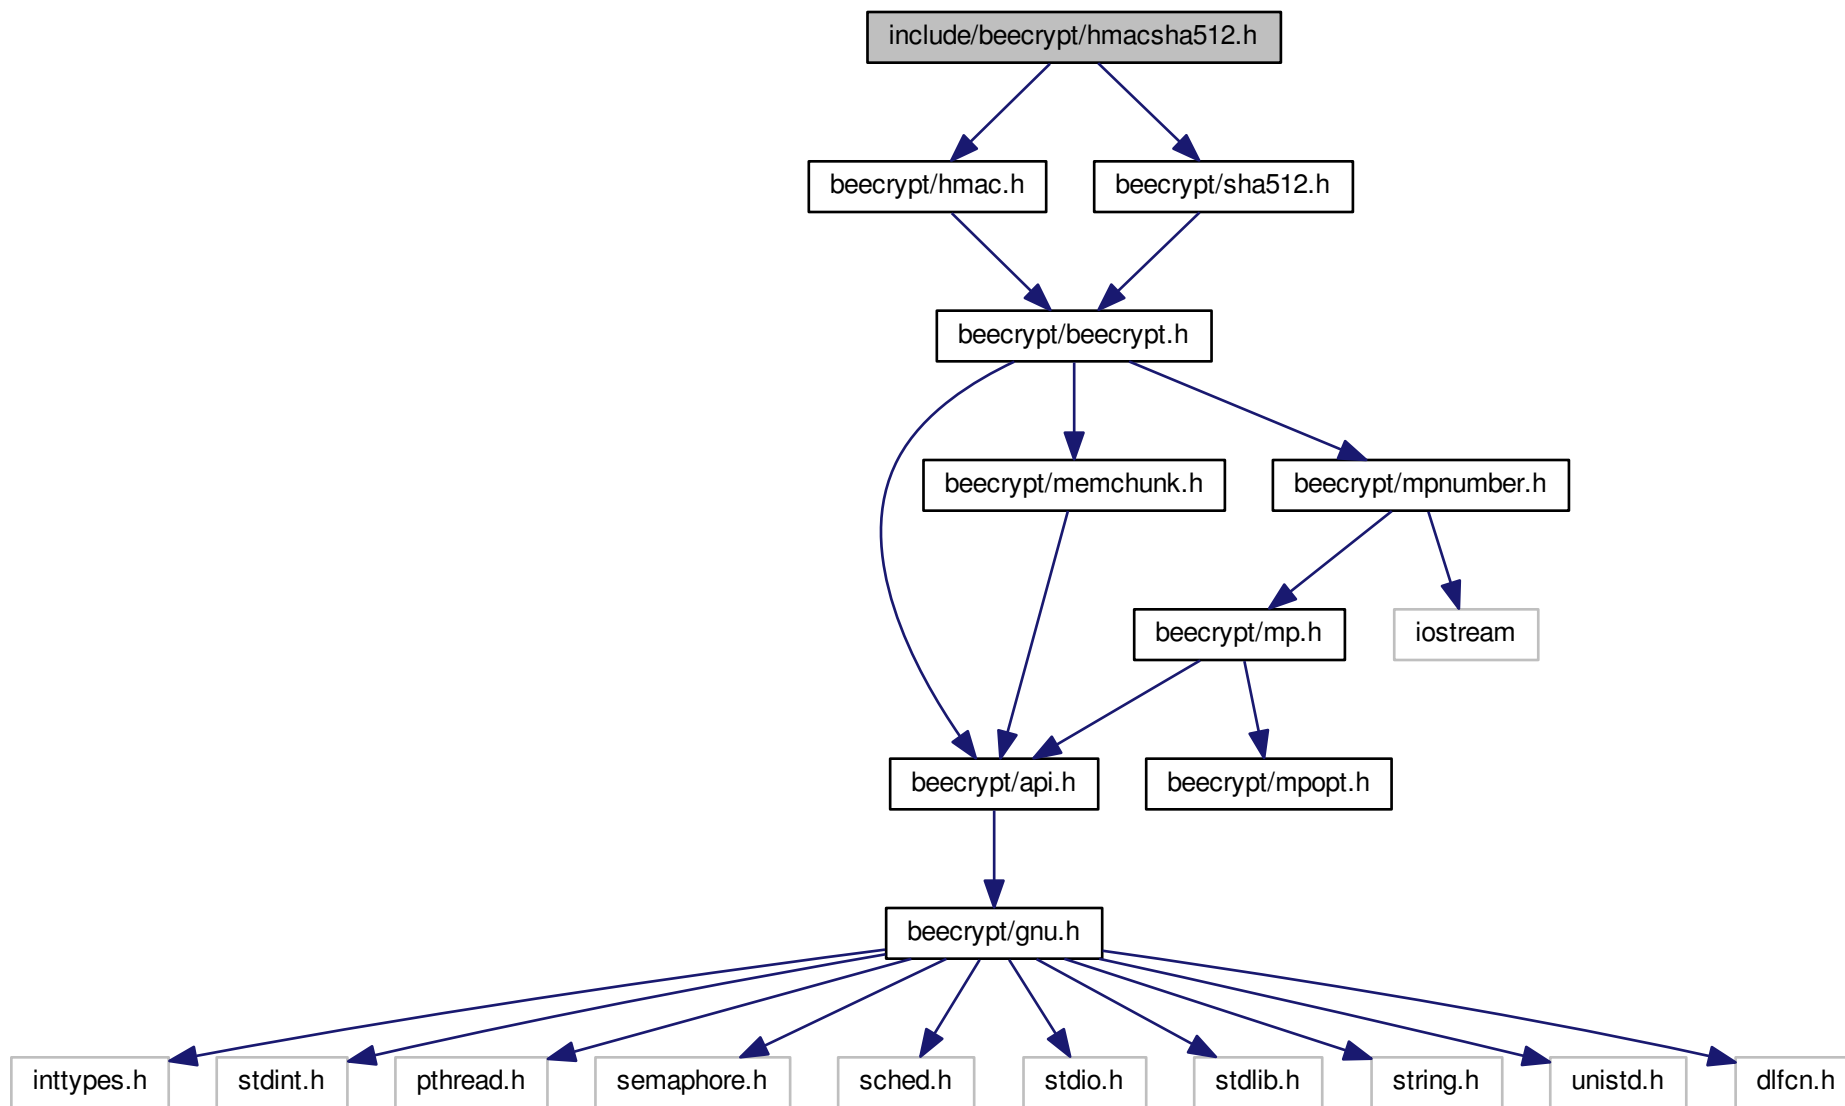 include/beecrypt/hmacsha512.h
beecrypt/hmac.h
beecrypt/sha512.h
beecrypt/beecrypt.h
beecrypt/memchunk.h
beecrypt/mpnumber.h
beecrypt/mp.h
iostream
beecrypt/api.h
beecrypt/mpopt.h
beecrypt/gnu.h
inttypes.h
stdint.h
pthread.h
semaphore.h
sched.h
stdio.h
stdlib.h
string.h
unistd.h
dlfcn.h